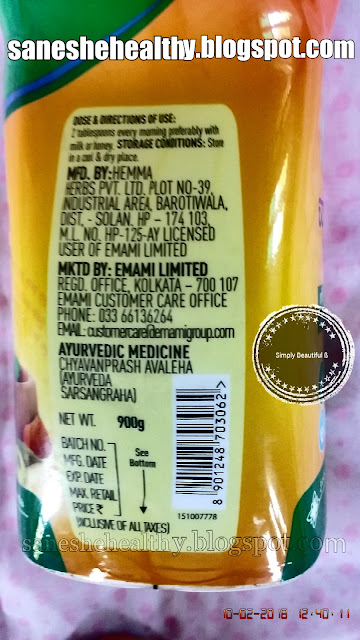 saneshehealthy.blogspot.com
DOSE & DIRECTIONS OF USE:
2 tablespoons every morning preferably with
milk or honey. STORAGE CONDITIONS: Store
in a cool & dry place.
MFD. BY:HEMMA
HERBS PVT. LTD. PLOT NO-39,
INDUSTRIAL AREA, BAROTIWALA,
DIST, - SOLAN. HP – 174 103,
M.L. NO. HP-125-AY LICENSED
USER OF EMAMI LIMITED
MKTD BY: EMAMI LIMITED
REGD. OFFICE, KOLKATA – 700 107
EMAMI CUSTOMER CARE OFFICE
PHONE: 033 66136264
EMAIL: customercare@emamigroup.com
Simply Beautiful &
AYURVEDIC MEDICINE
CHYAVANPRASH AVALEHA
(AYURVEDA
SARSANGRAHA)
NET WT. 900g
8 901248 703062 >
BATCH NO.
MFG. DATE
EXP. DATE
MAX. RETAIL
PRICE ₹
See
Bottom
(INCLUSIVE OF ALL TAXES)
151007778
saneshehealthy.blogspot.com
10-02-2016 12:40:11